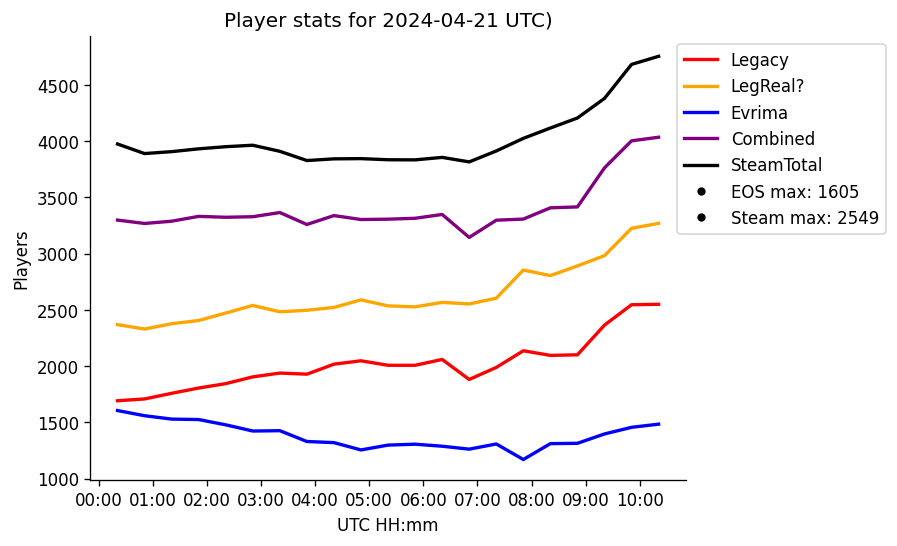 Player stats for 2024-04-21 UTC)
Legacy
LegReal?
Evrima
Combined
SteamTotal
EOS max: 1605
Steam max: 2549
Players
4500
4000
3500
3000
2500
2000
1500
1000
00:00 01:00 02:00 03:00 04:00 05:00 06:00 07:00 08:00 09:00 10:00
UTC HH:mm